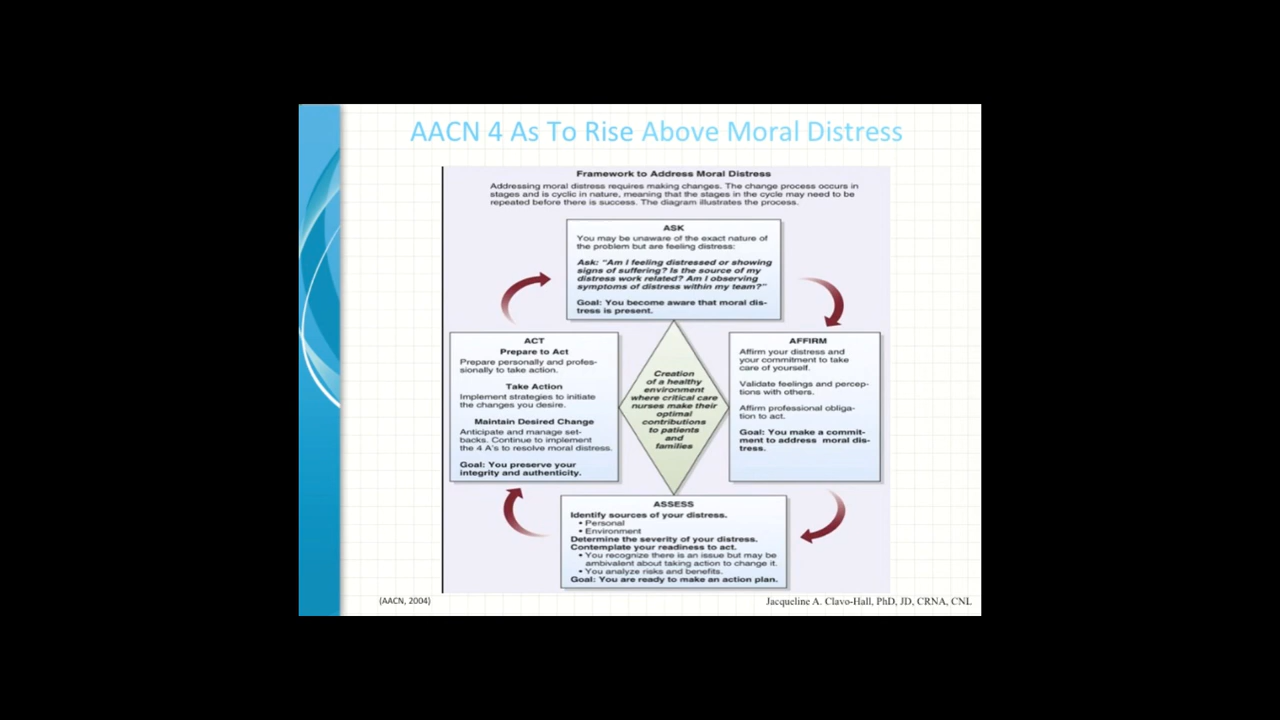 AACN 4 As To Rise Above Moral Distress
Framework to Address Moral Distress
Addressing moral distress requires making changes. The change process occurs in
stages and is cyclic in nature, meaning that the stages in the cycle may need to be
repeated before there is success. The diagram illustrates the process.
ASK
You may be unaware of the exact nature of
the problem but are feeling distress:
Ask: “Am I feeling distressed or showing
signs of suffering? Is the source of my
distress work related? Am I observing
symptoms of distress within my team?”
Goal: You become aware that moral dis-
tress is present.
AFFIRM
Affirm your distress and
your commitment to take
care of yourself.
Validate feelings and percep-
tions with others.
Affirm professional obliga-
tion to act.
Goal: You make a commit-
ment to address moral dis-
tress.
ASSESS
Identify sources of your distress.
• Personal
• Environment
Determine the severity of your distress.
Contemplate your readiness to act.
• You recognize there is an issue but may be
ambivalent about taking action to change it.
• You analyze risks and benefits.
Goal: You are ready to make an action plan.
ACT
Prepare to Act
Prepare personally and profes-
sionally to take action.
Take Action
Implement strategies to initiate
the changes you desire.
Maintain Desired Change
Anticipate and manage set-
backs. Continue to implement
the 4 A's to resolve moral distress.
Goal: You preserve your
integrity and authenticity.
Creation
of a healthy
environment
where critical care
nurses make their
optimal
contributions
to patients
and
families
(AACN, 2004)
Jacqueline A. Clavo-Hall, PhD, JD, CRNA, CNL